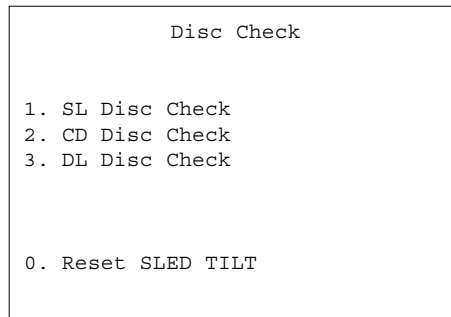 Disc Check
1. SL Disc Check
2. CD Disc Check
3. DL Disc Check
0. Reset SLED TILT